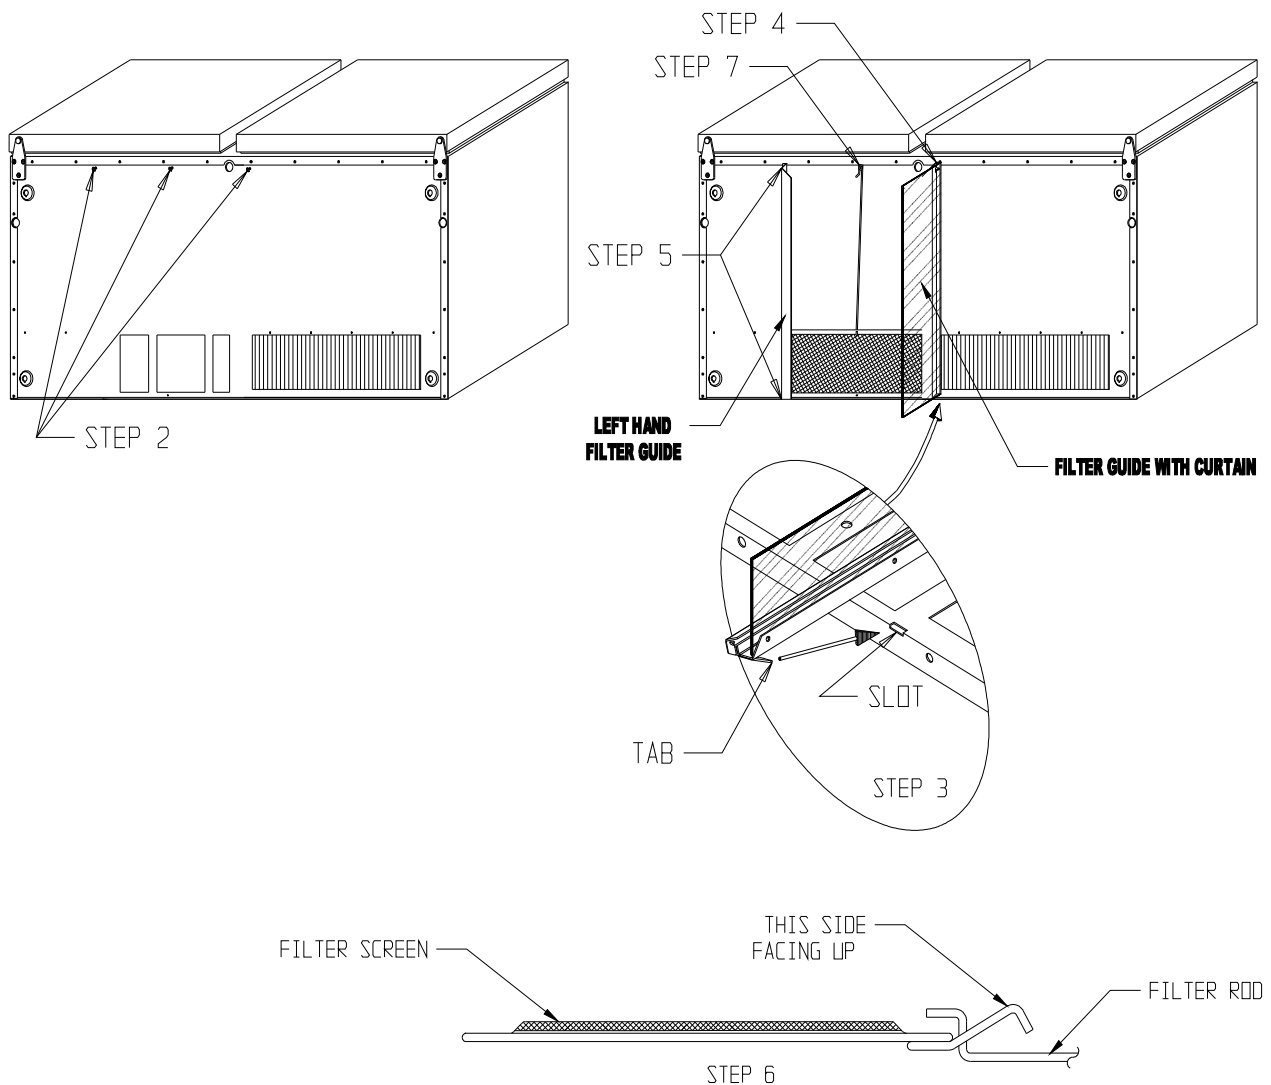 STEP 4
STEP 7
STEP 5
STEP 2
LEFT HAND
FILTER GUIDE
FILTER GUIDE WITH CURTAIN
SLOT
TAB
STEP 3
THIS SIDE
FACING UP
FILTER SCREEN
FILTER ROD
STEP 6